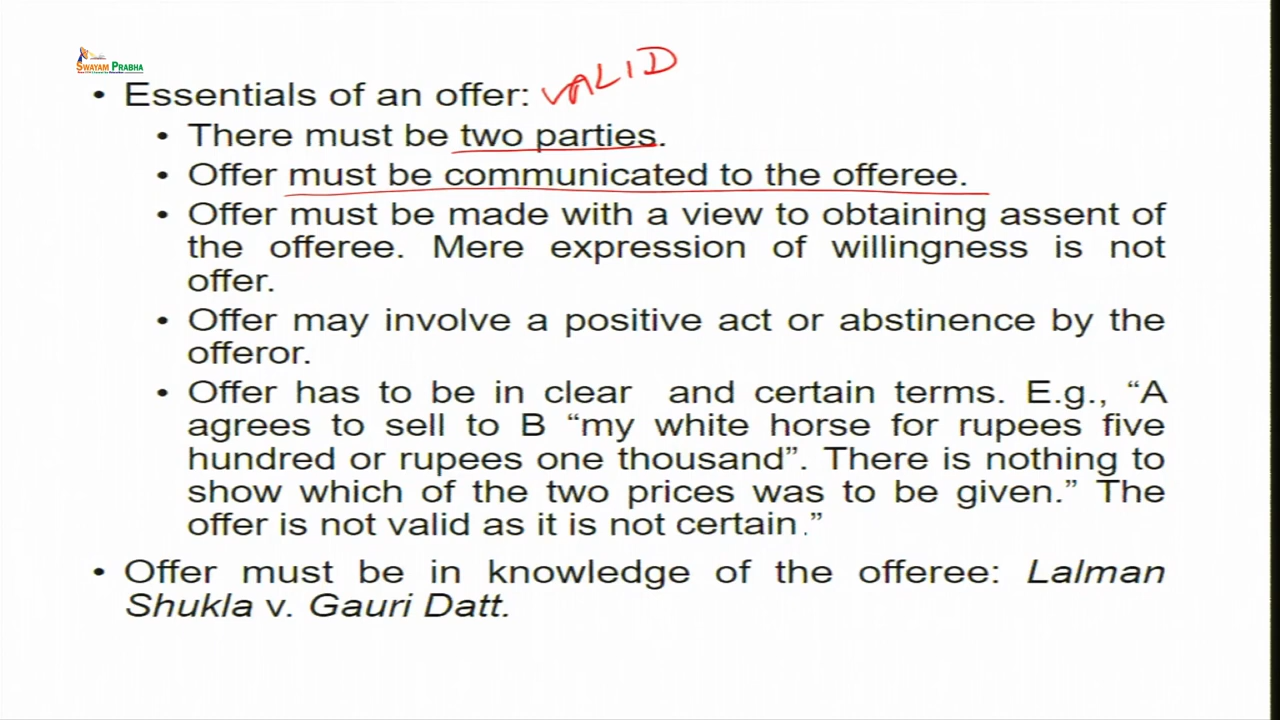 SWAYAM PRABHA
• Essentials of an offer: VALID
• There must be two parties.
• Offer must be communicated to the offeree.
• Offer must be made with a view to obtaining assent of
the offeree. Mere expression of willingness is not
offer.
• Offer may involve a positive act or abstinence by the
offeror.
• Offer has to be in clear and certain terms. E.g., “A
agrees to sell to B “my white horse for rupees five
hundred or rupees one thousand”. There is nothing to
show which of the two prices was to be given.” The
offer is not valid as it is not certain.”
• Offer must be in knowledge of the offeree: Lalman
Shukla v. Gauri Datt.